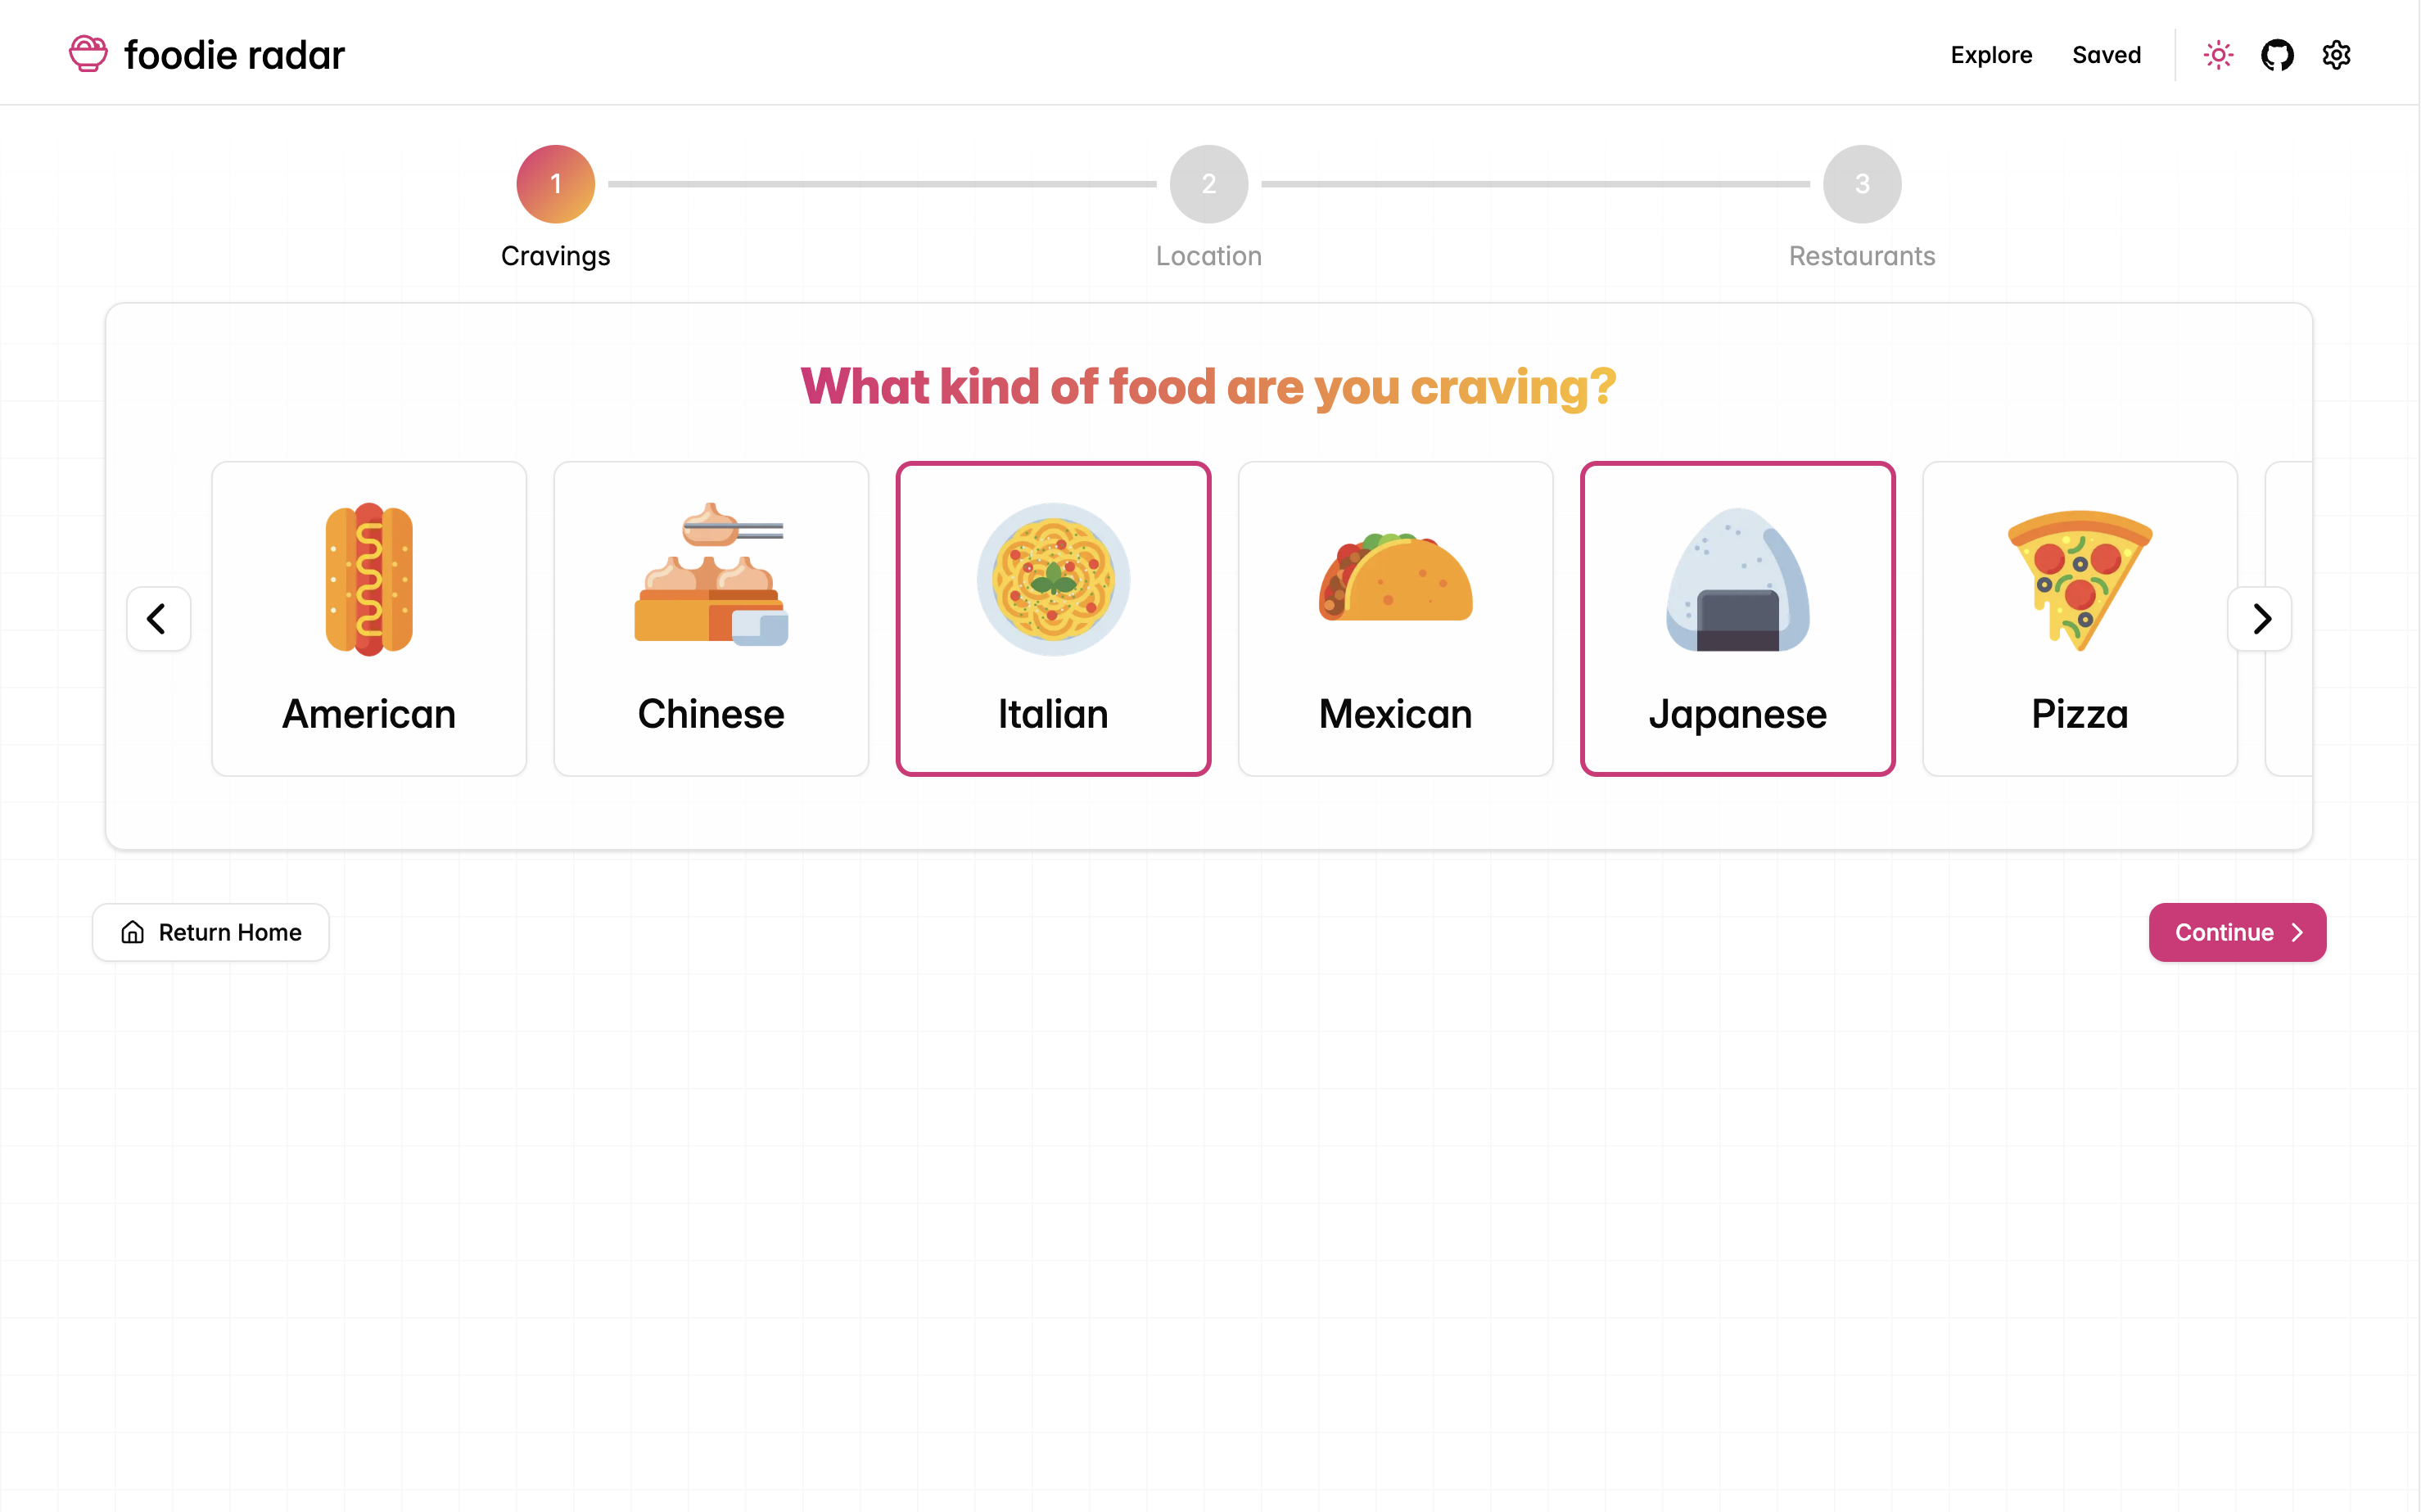 foodie radar
Explore Saved
1 2 3
Cravings Location Restaurants
What kind of food are you craving?
American Chinese Italian Mexican Japanese Pizza
Return Home Continue